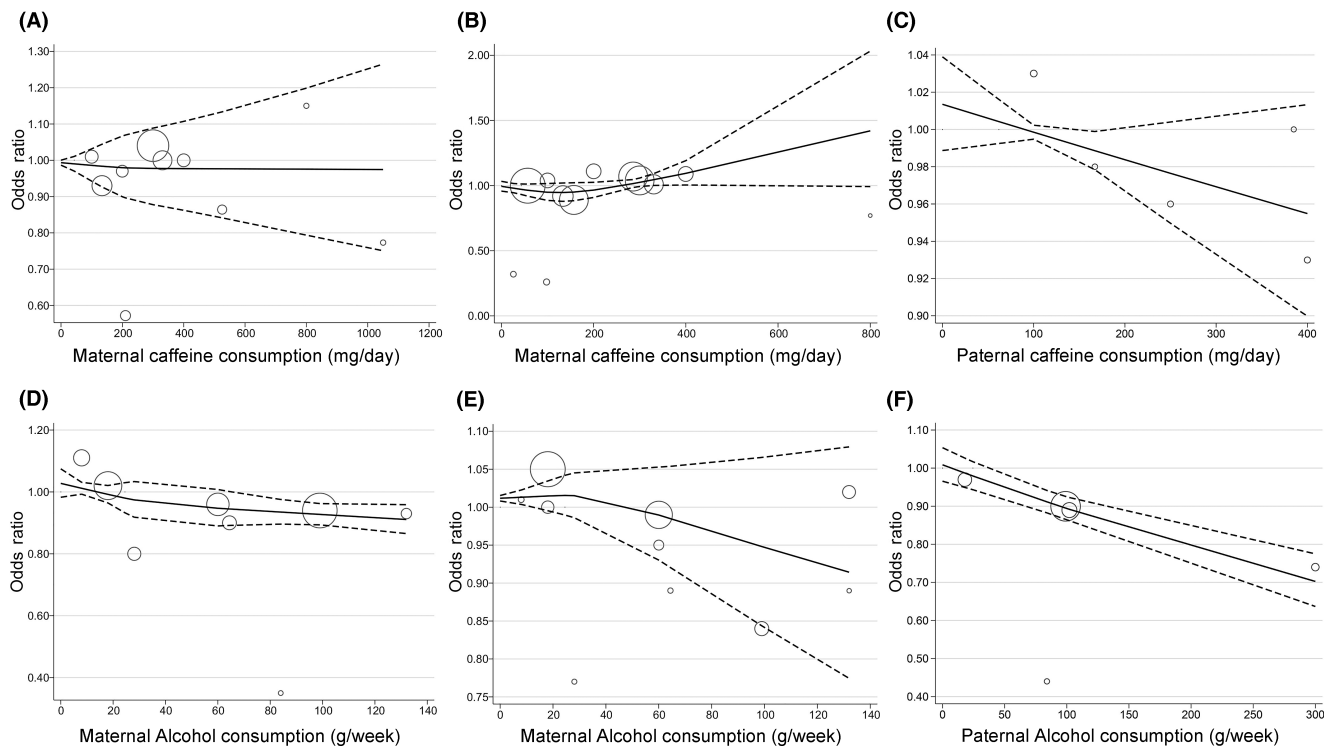 (A)
1.30
1.20
1.10
1.00
0.90
0.80
0.70
0.60
Odds ratio
0 200 400 600 800 1000 1200
Maternal caffeine consumption (mg/day)
(B)
2.00
1.50
1.00
0.50
0.00
Odds ratio
0 200 400 600 800
Maternal caffeine consumption (mg/day)
(C)
1.04
1.02
1.00
0.98
0.96
0.94
0.92
0.90
Odds ratio
0 100 200 300 400
Paternal caffeine consumption (mg/day)
(D)
1.20
1.00
0.80
0.60
0.40
Odds ratio
0 20 40 60 80 100 120 140
Maternal Alcohol consumption (g/week)
(E)
1.10
1.05
1.00
0.95
0.90
0.85
0.80
0.75
Odds ratio
0 20 40 60 80 100 120 140
Maternal Alcohol consumption (g/week)
(F)
1.10
1.00
0.90
0.80
0.70
0.60
0.50
0.40
Odds ratio
0 50 100 150 200 250 300
Paternal Alcohol consumption (g/week)